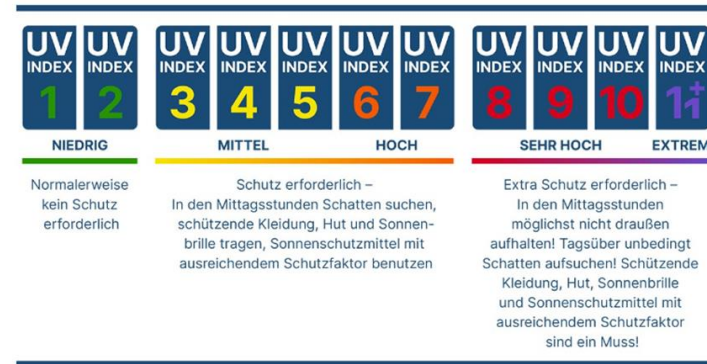 UV UV UV UV UV UV UV UV UV UV UV
INDEX INDEX INDEX INDEX INDEX INDEX INDEX INDEX INDEX INDEX INDEX
1 2 3 4 5 6 7 8 9 10 11+
NIEDRIG MITTEL HOCH SEHR HOCH EXTREM
Normalerweise
kein Schutz
erforderlich
Schutz erforderlich –
In den Mittagsstunden Schatten suchen,
schützende Kleidung, Hut und Sonnen-
brille tragen, Sonnenschutzmittel mit
ausreichendem Schutzfaktor benutzen
Extra Schutz erforderlich –
In den Mittagsstunden
möglichst nicht draußen
aufhalten! Tagsüber unbedingt
Schatten aufsuchen! Schützende
Kleidung, Hut, Sonnenbrille
und Sonnenschutzmittel mit
ausreichendem Schutzfaktor
sind ein Muss!